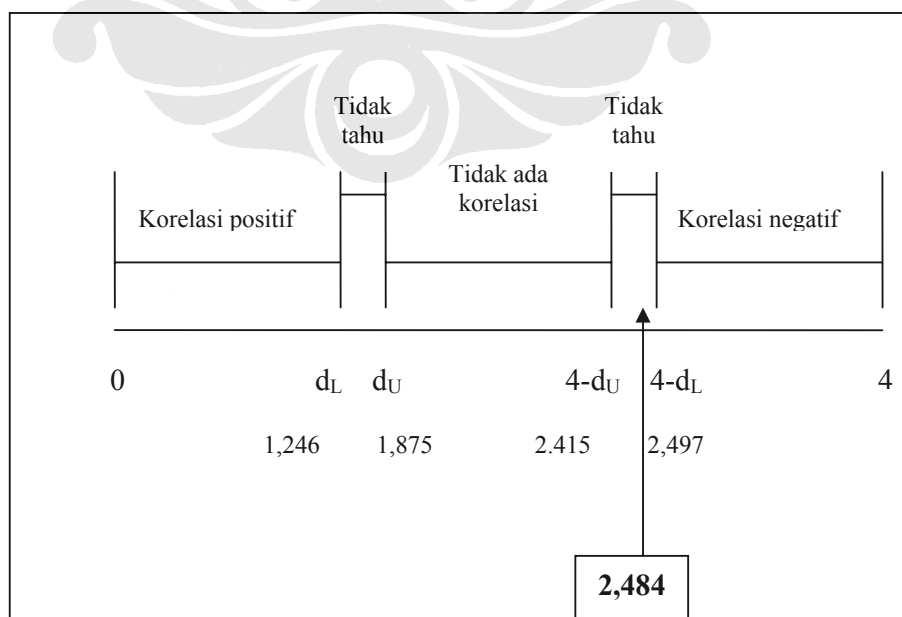 Tidak
tahu
Tidak
tahu
Tidak ada
korelasi
Korelasi positif
Korelasi negatif
0
dL
dU
4-dU
4-dL
4
1,246
1,875
2.415
2,497
2,484